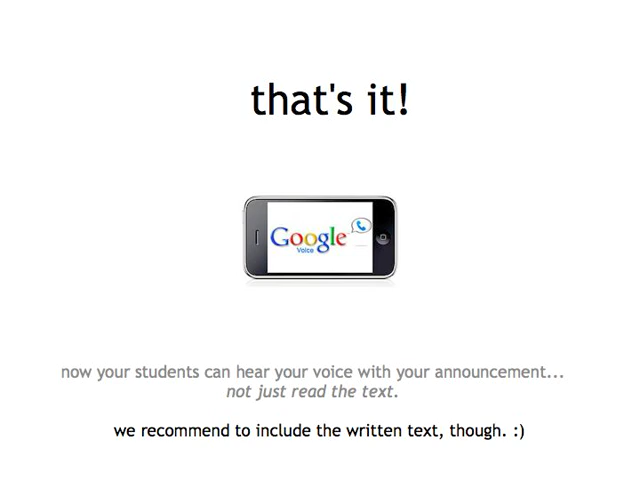 that's it!
Google
Voice
now your students can hear your voice with your announcement...
not just read the text.
we recommend to include the written text, though. :)